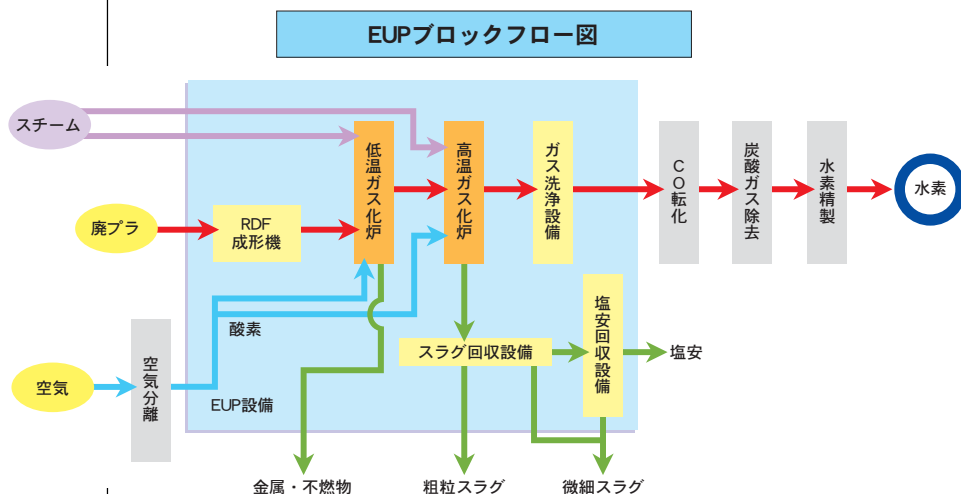 EUPブロックフロー図
スチーム
低温ガス化炉
高温ガス化炉
ガス洗浄設備
CO転化
炭酸ガス除去
水素精製
水素
廃プラ
RDF
成形機
酸素
空気
空気分離
EUP設備
スラグ回収設備
塩安回収設備
塩安
金属・不燃物
粗粒スラグ
微細スラグ